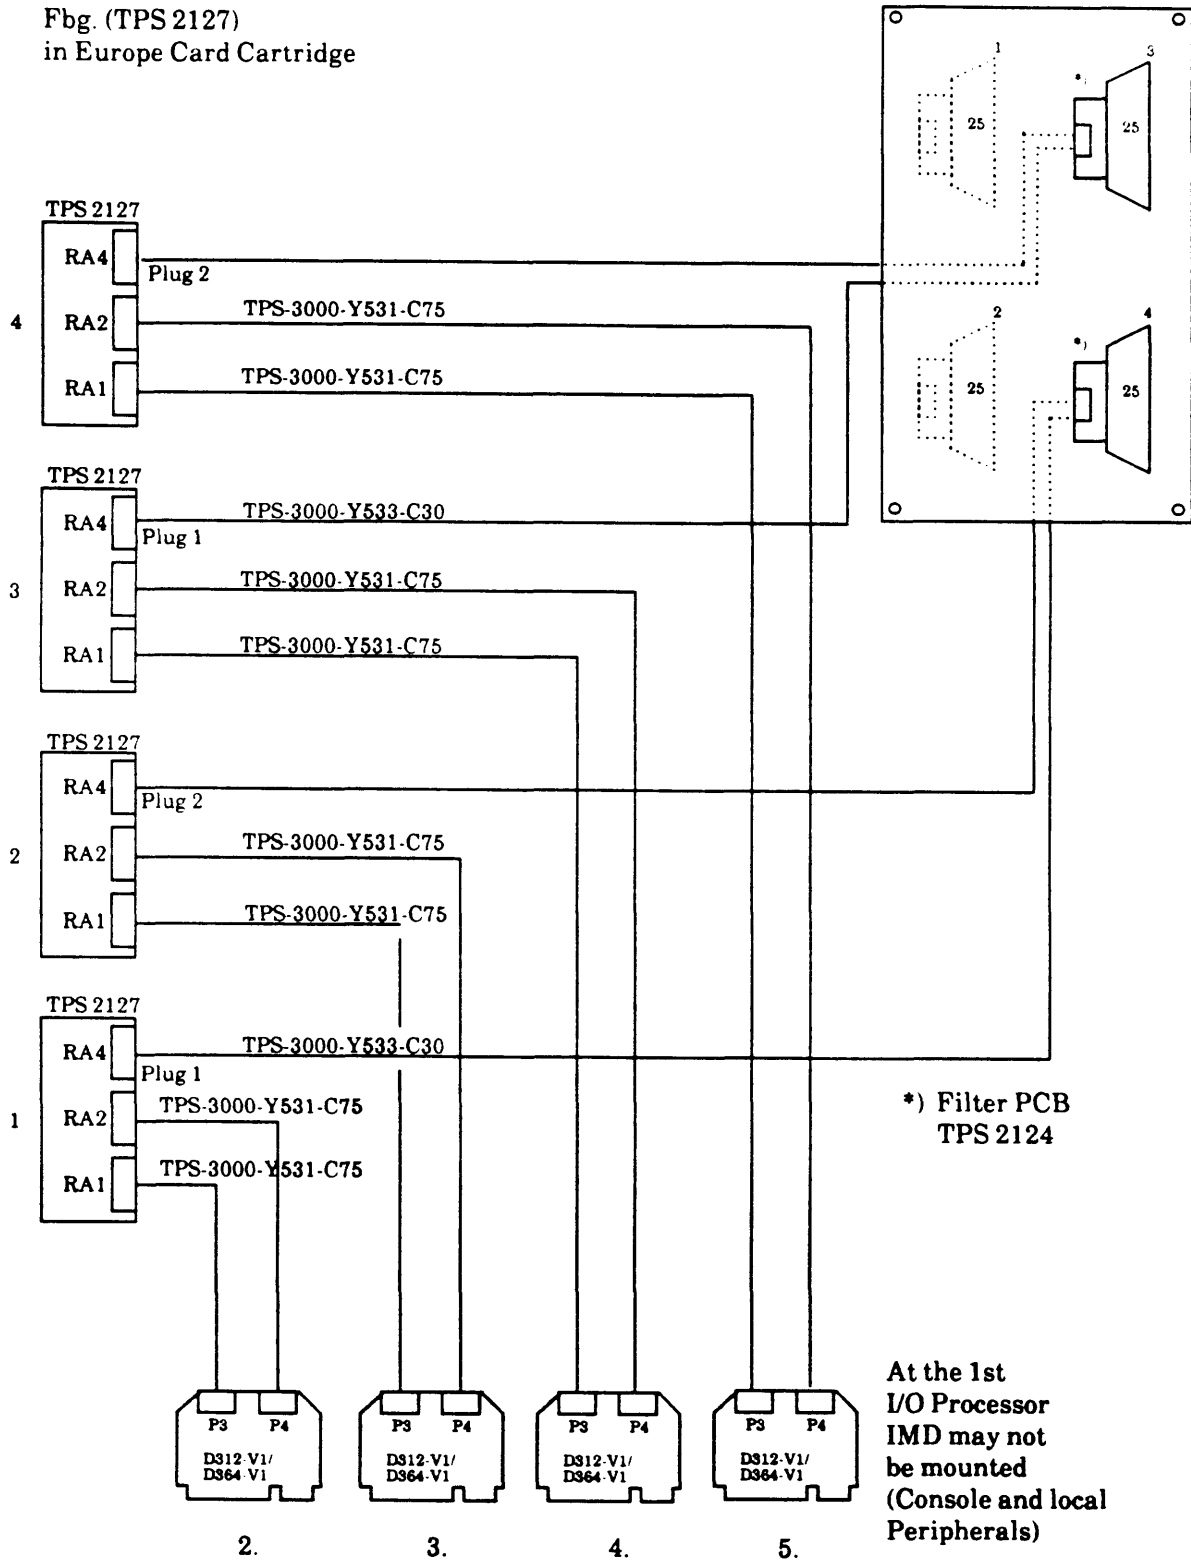 Fbg. (TPS 2127)
in Europe Card Cartridge
1
3
*)
25
25
2
4
*)
25
25
TPS 2127
4
RA4
Plug 2
RA2
TPS-3000-Y531-C75
RA1
TPS-3000-Y531-C75
TPS 2127
3
RA4
TPS-3000-Y533-C30
Plug 1
RA2
TPS-3000-Y531-C75
RA1
TPS-3000-Y531-C75
TPS 2127
2
RA4
Plug 2
RA2
TPS-3000-Y531-C75
RA1
TPS-3000-Y531-C75
TPS 2127
1
RA4
TPS-3000-Y533-C30
Plug 1
RA2
TPS-3000-Y531-C75
RA1
TPS-3000-Y531-C75
*) Filter PCB
TPS 2124
P3 P4
D312-V1/
D364-V1
2.
P3 P4
D312-V1/
D364-V1
3.
P3 P4
D312-V1/
D364-V1
4.
P3 P4
D312-V1/
D364-V1
5.
At the 1st
I/O Processor
IMD may not
be mounted
(Console and local
Peripherals)